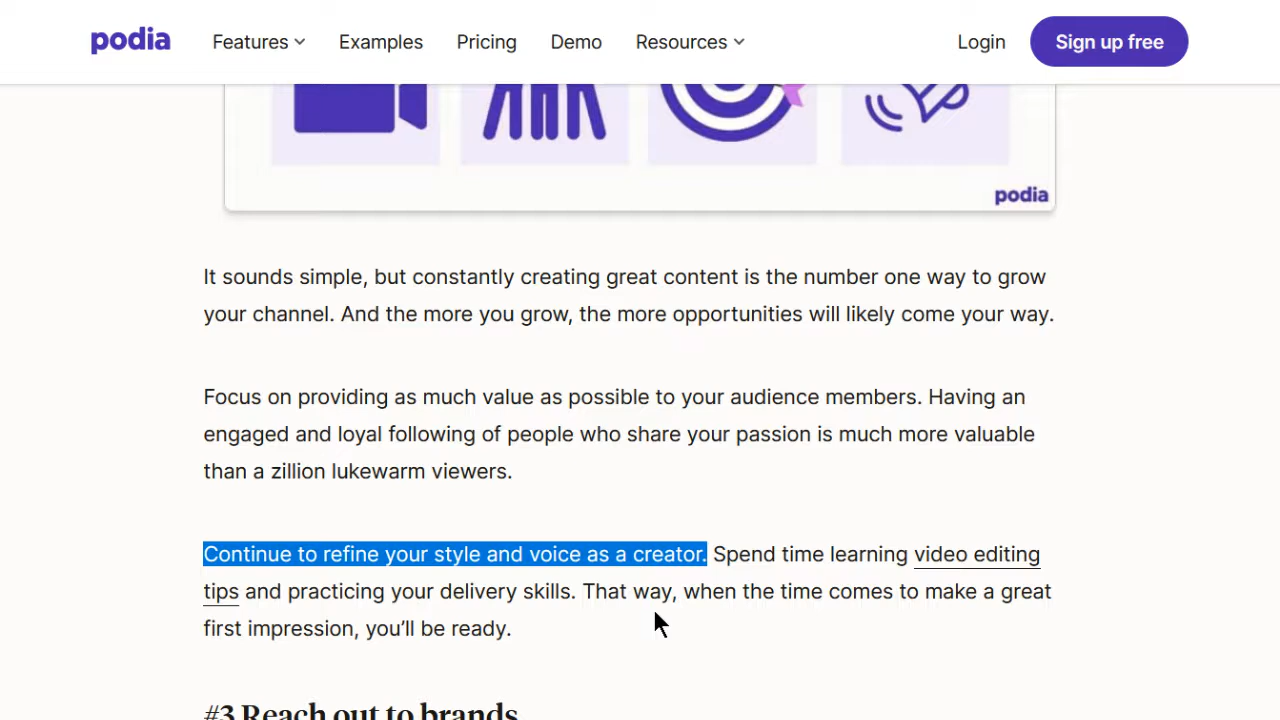 podia Features Examples Pricing Demo Resources Login Sign up free
podia
It sounds simple, but constantly creating great content is the number one way to grow
your channel. And the more you grow, the more opportunities will likely come your way.
Focus on providing as much value as possible to your audience members. Having an
engaged and loyal following of people who share your passion is much more valuable
than a zillion lukewarm viewers.
Continue to refine your style and voice as a creator. Spend time learning video editing
tips and practicing your delivery skills. That way, when the time comes to make a great
first impression, you’ll be ready.
#3 Reach out to brands